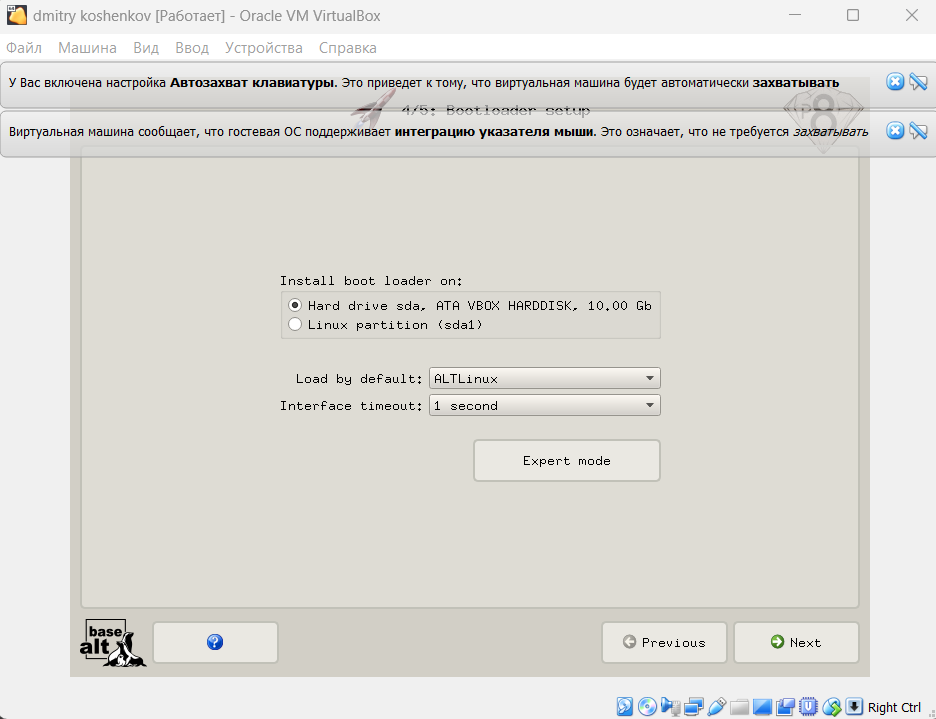 dmitry koshenkov [Работает] - Oracle VM VirtualBox
Файл Машина Вид Ввод Устройства Справка
У Вас включена настройка Автозахват клавиатуры. Это приведет к тому, что виртуальная машина будет автоматически захватывать
4/5: Bootloader setup
P8
Виртуальная машина сообщает, что гостевая ОС поддерживает интеграцию указателя мыши. Это означает, что не требуется захватывать
Install boot loader on:
Hard drive sda, ATA VBOX HARDDISK, 10.00 Gb
Linux partition (sda1)
Load by default: ALTLinux
Interface timeout: 1 second
Expert mode
base
alt
?
Previous
Next
Right Ctrl